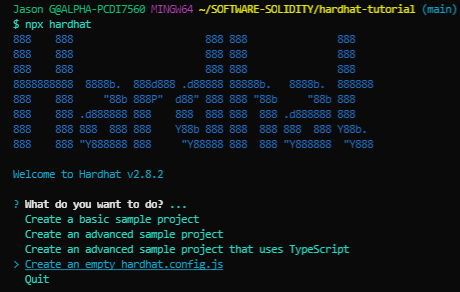 Jason G@ALPHA-PCDI7560 MINGW64 ~/SOFTWARE-SOLIDITY/hardhat-tutorial (main)
$ npx hardhat
888    888                      888 888               888
888    888                      888 888               888
888    888                      888 888               888
8888888888  8888b.  888d888 .d88888 88888b.   8888b.  888888
888    888     "88b 888P"  d88" 888 888 "88b     "88b 888
888    888 .d888888 888    888  888 888  888 .d888888 888
888    888 888  888 888    Y88b 888 888  888 888  888 Y88b.
888    888 "Y888888 888     "Y88888 888  888 "Y888888  "Y888
Welcome to Hardhat v2.8.2
? What do you want to do? ...
Create a basic sample project
Create an advanced sample project
Create an advanced sample project that uses TypeScript
> Create an empty hardhat.config.js
Quit